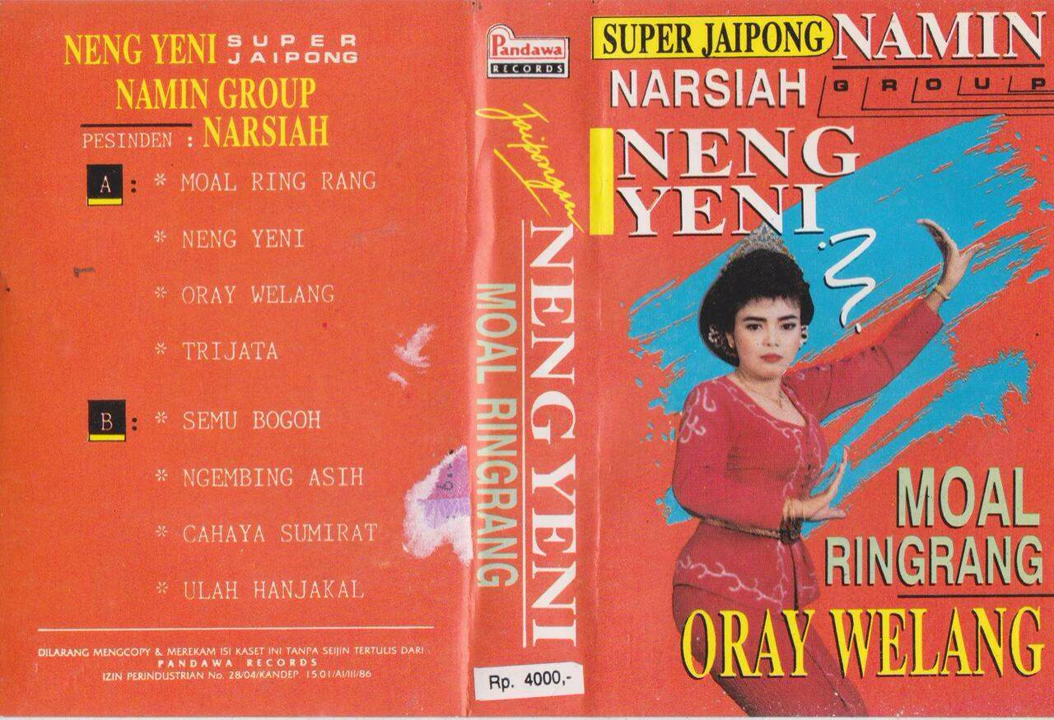 NENG YENI SUPER JAIPONG
NAMIN GROUP
PESINDEN : NARSIAH
A : * MOAL RING RANG
* NENG YENI
* ORAY WELANG
* TRIJATA
B : * SEMU BOGOH
* NGEMBING ASIH
* CAHAYA SUMIRAT
* ULAH HANJAKAL
DILARANG MENGCOPY & MEREKAM ISI KASET INI TANPA SEIJIN TERTULIS DARI :
PANDAWA RECORDS
IZIN PERINDUSTRIAN No. 28/04/KANDEP 15.01/AI/III/86
Pandawa
RECORDS
Jaipongan
NENG YENI
MOAL RINGRANG
Rp. 4000,-
SUPER JAIPONG
NAMIN
NARSIAH
GROUP
NENG
YENI
MOAL
RINGRANG
ORAY WELANG